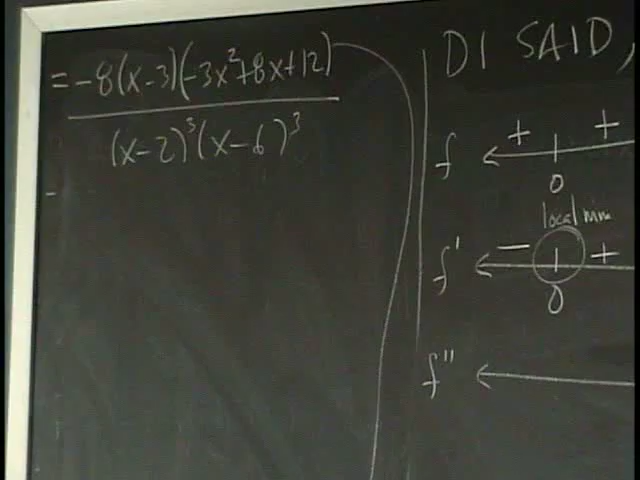 = -8(x-3)(-3x²+8x+12)
(x-2)³(x-6)³
-
DI SAID,
f + +
0
local min
f' - +
0
f"